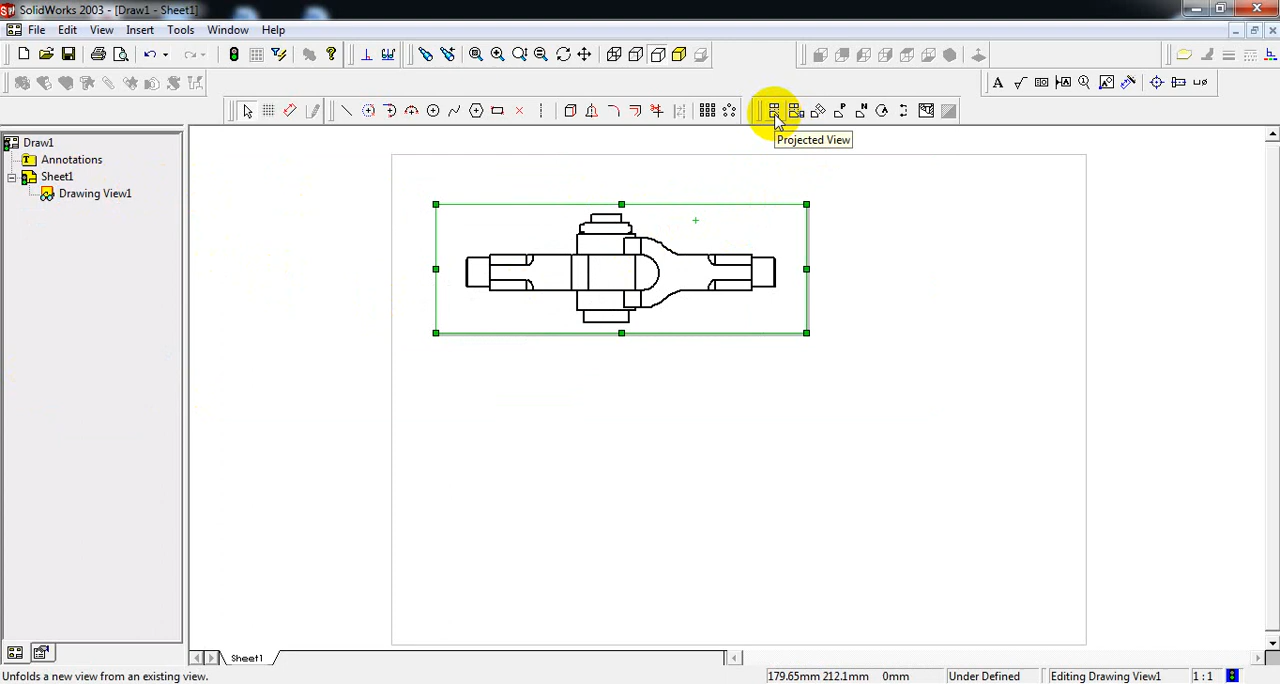 SolidWorks 2003 - [Draw1 - Sheet1]
File Edit View Insert Tools Window Help
Projected View
Draw1
Annotations
Sheet1
Drawing View1
Sheet1
Unfolds a new view from an existing view.
179.65mm 212.1mm 0mm Under Defined Editing Drawing View1 1 : 1